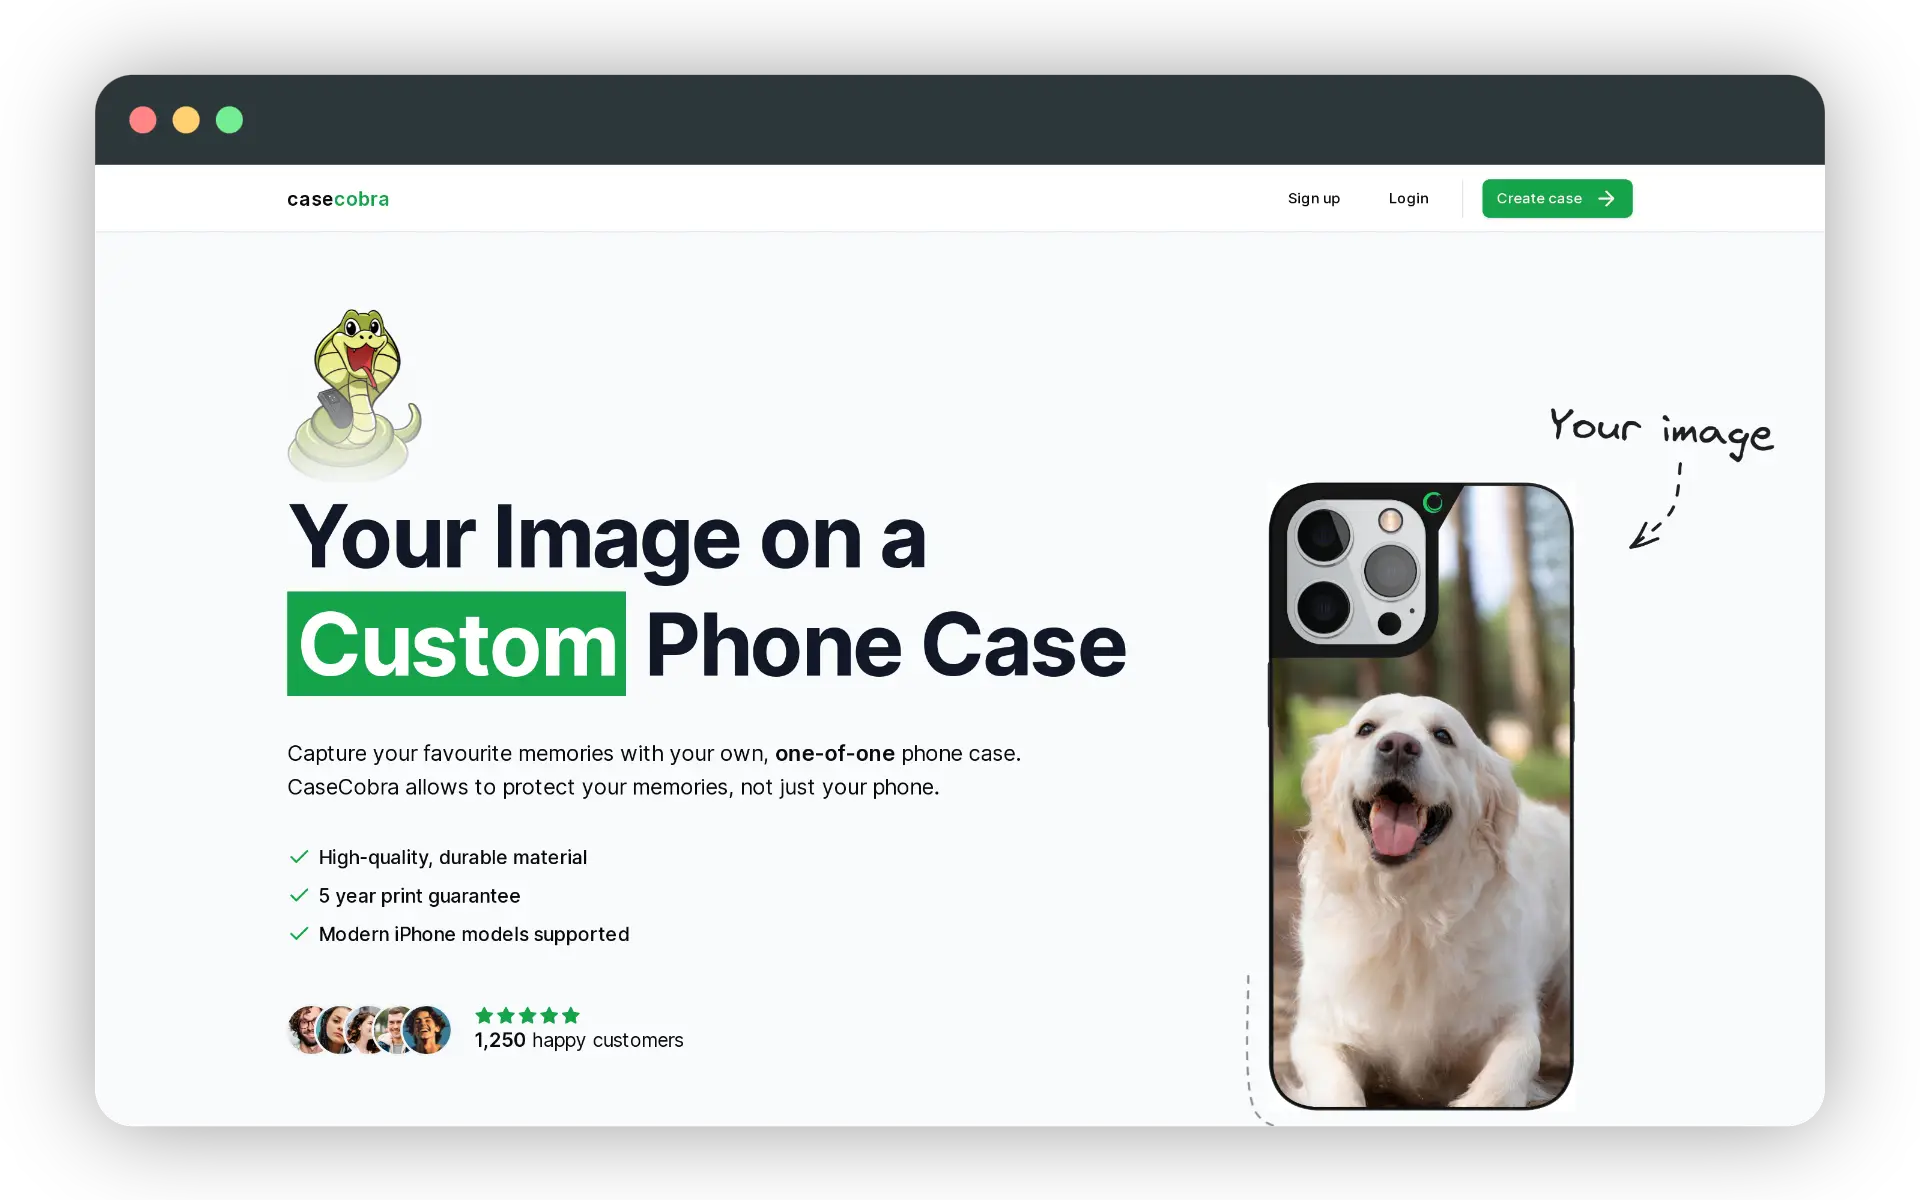 casecobra
Sign up
Login
Create case
Your image
Your Image on a
Custom Phone Case
Capture your favourite memories with your own, one-of-one phone case.
CaseCobra allows to protect your memories, not just your phone.
High-quality, durable material
5 year print guarantee
Modern iPhone models supported
1,250 happy customers